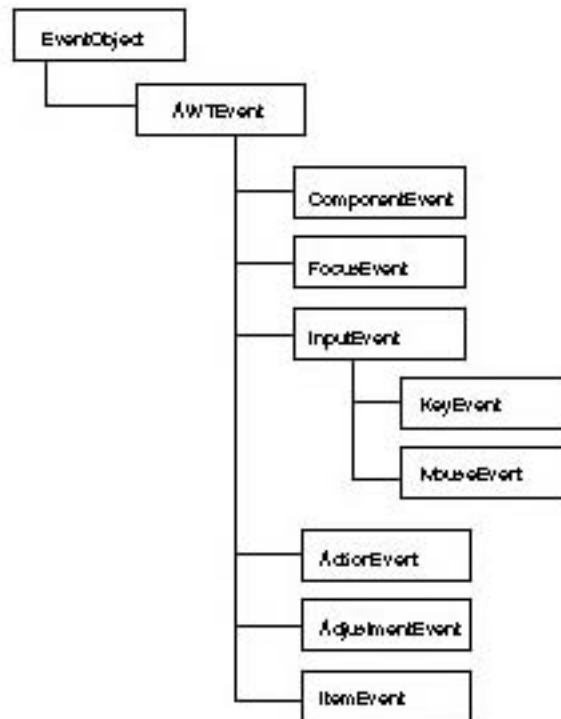 EventObject
AWTEvent
ComponentEvent
FocusEvent
InputEvent
KeyEvent
MouseEvent
ActionEvent
AdjustmentEvent
ItemEvent